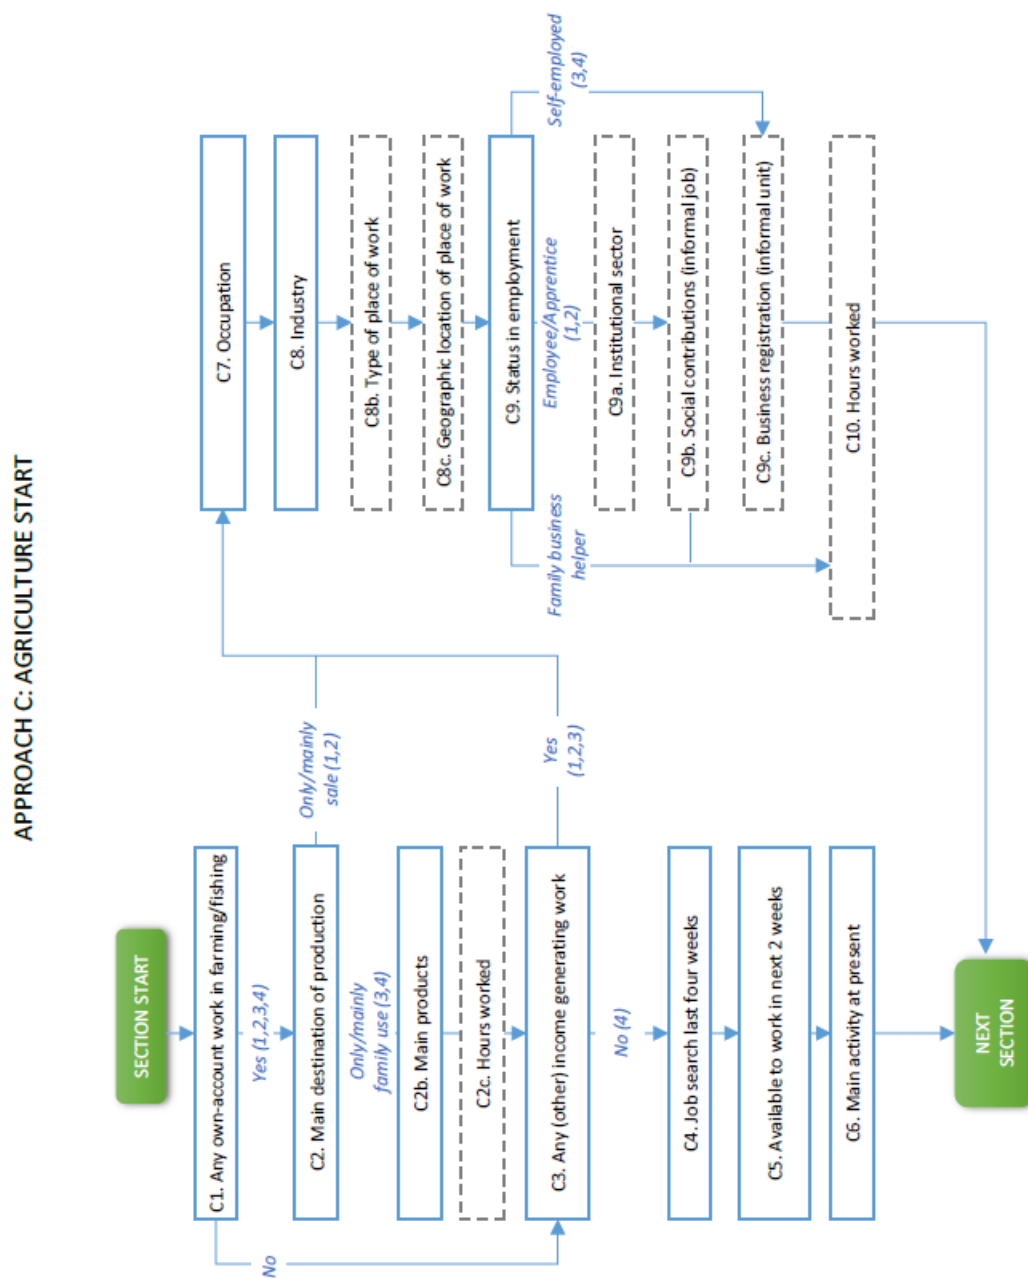 APPROACH C: AGRICULTURE START
SECTION START
C1. Any own-account work in farming/fishing
No
Yes (1,2,3,4)
C2. Main destination of production
Only/mainly
sale (1,2)
Only/mainly
family use (3,4)
C2b. Main products
C2c. Hours worked
C3. Any (other) income generating work
Yes
(1,2,3)
No (4)
C4. Job search last four weeks
C5. Available to work in next 2 weeks
C6. Main activity at present
NEXT
SECTION
C7. Occupation
C8. Industry
C8b. Type of place of work
C8c. Geographic location of place of work
C9. Status in employment
Family business
helper
Employee/Apprentice
(1,2)
Self-employed
(3,4)
C9a. Institutional sector
C9b. Social contributions (informal job)
C9c. Business registration (informal unit)
C10. Hours worked